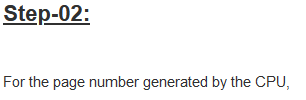 Step-02:
For the page number generated by the CPU,